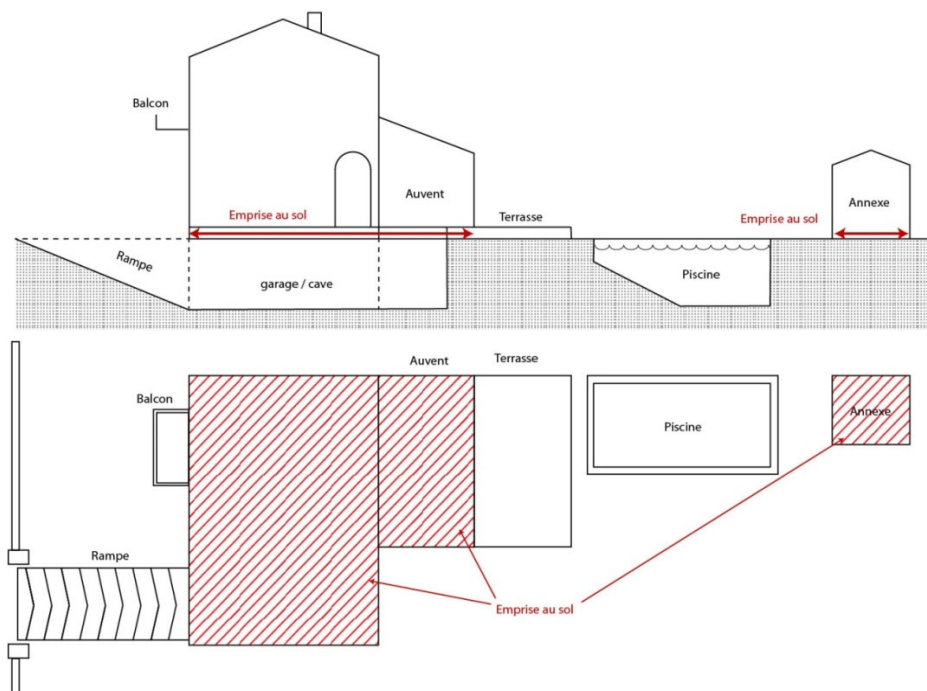 Balcon
Auvent
Emprise au sol
Terrasse
Emprise au sol
Annexe
Rampe
garage / cave
Piscine
Auvent
Terrasse
Balcon
Piscine
Annexe
Rampe
Emprise au sol